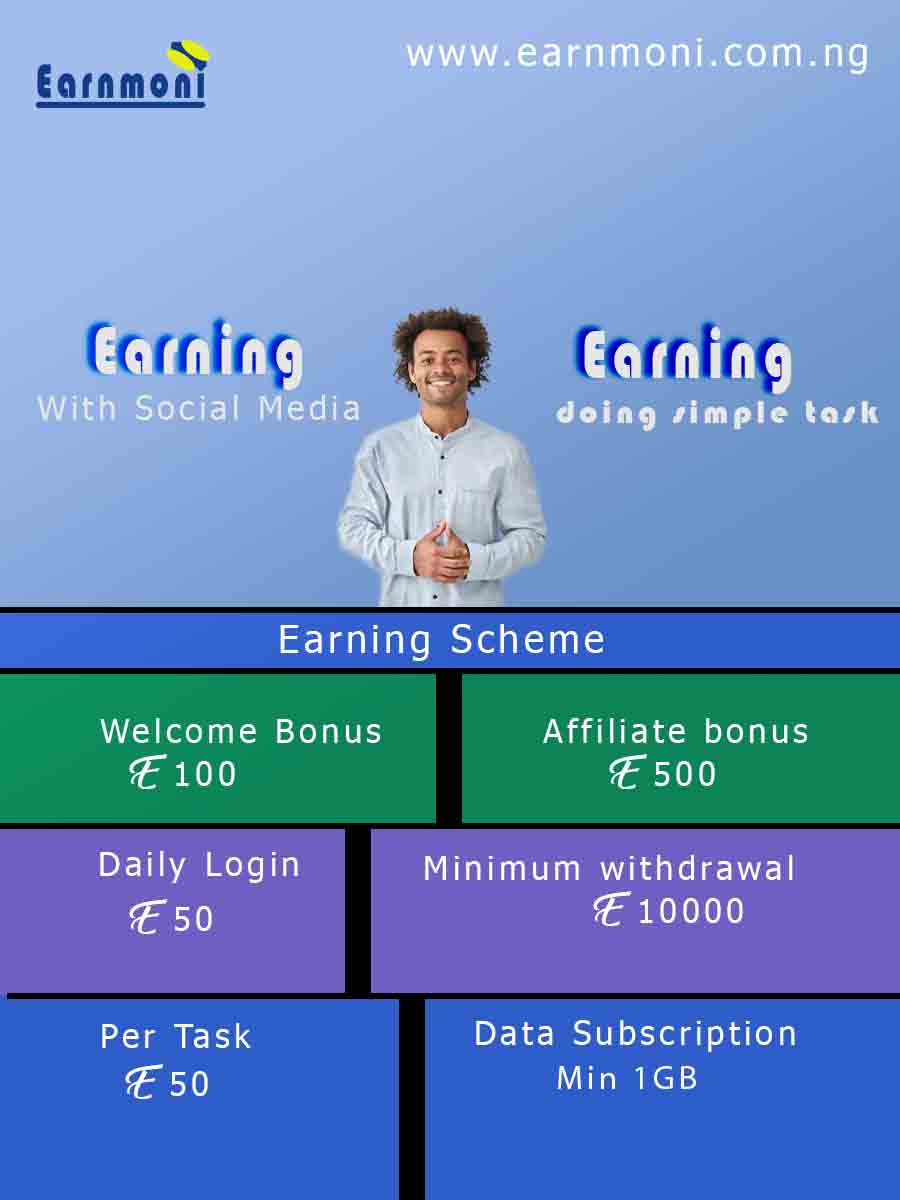 Earnmoni
www.earnmoni.com.ng
Earning
With Social Media
Earning
doing simple task
Earning Scheme
Welcome Bonus
E 100
Affiliate bonus
E 500
Daily Login
E 50
Minimum withdrawal
E 10000
Per Task
E 50
Data Subscription
Min 1GB